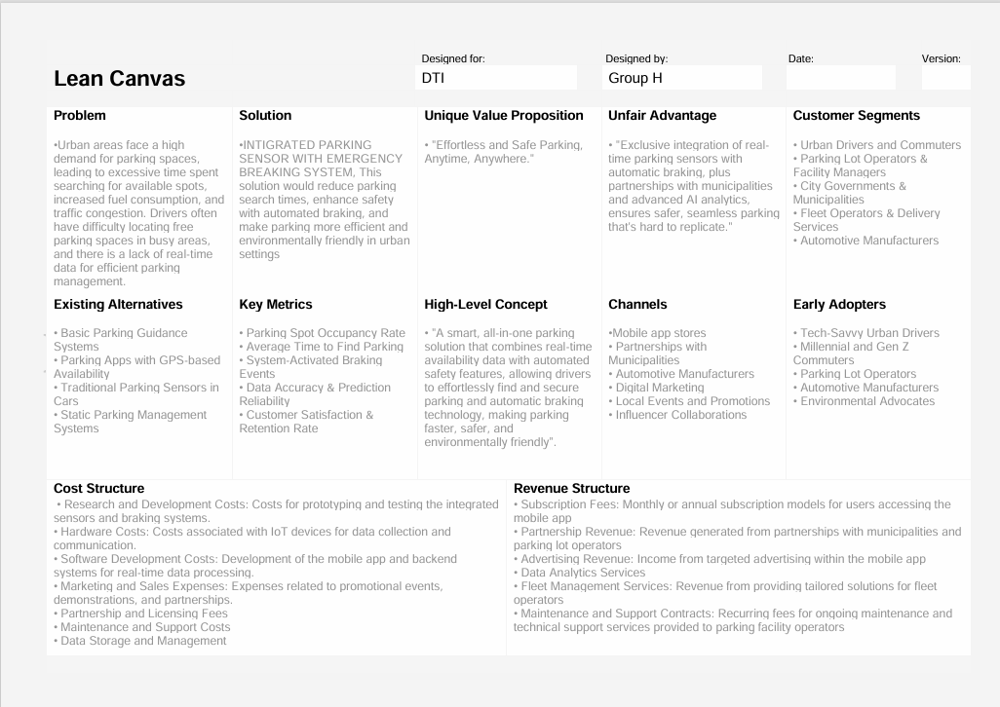 Lean Canvas
Designed for:
DTI
Designed by:
Group H
Date:
Version:
Problem
•Urban areas face a high
demand for parking spaces,
leading to excessive time spent
searching for available spots,
increased fuel consumption, and
traffic congestion. Drivers often
have difficulty locating free
parking spaces in busy areas,
and there is a lack of real-time
data for efficient parking
management.
Solution
•INTIGRATED PARKING
SENSOR WITH EMERGENCY
BREAKING SYSTEM, This
solution would reduce parking
search times, enhance safety
with automated braking, and
make parking more efficient and
environmentally friendly in urban
settings
Unique Value Proposition
• "Effortless and Safe Parking,
Anytime, Anywhere."
Unfair Advantage
• "Exclusive integration of real-
time parking sensors with
automatic braking, plus
partnerships with municipalities
and advanced AI analytics,
ensures safer, seamless parking
that's hard to replicate."
Customer Segments
• Urban Drivers and Commuters
• Parking Lot Operators &
Facility Managers
• City Governments &
Municipalities
• Fleet Operators & Delivery
Services
• Automotive Manufacturers
Existing Alternatives
• Basic Parking Guidance
Systems
• Parking Apps with GPS-based
Availability
• Traditional Parking Sensors in
Cars
• Static Parking Management
Systems
Key Metrics
• Parking Spot Occupancy Rate
• Average Time to Find Parking
• System-Activated Braking
Events
• Data Accuracy & Prediction
Reliability
• Customer Satisfaction &
Retention Rate
High-Level Concept
• "A smart, all-in-one parking
solution that combines real-time
availability data with automated
safety features, allowing drivers
to effortlessly find and secure
parking and automatic braking
technology, making parking
faster, safer, and
environmentally friendly".
Channels
•Mobile app stores
• Partnerships with
Municipalities
• Automotive Manufacturers
• Digital Marketing
• Local Events and Promotions
• Influencer Collaborations
Early Adopters
• Tech-Savvy Urban Drivers
• Millennial and Gen Z
Commuters
• Parking Lot Operators
• Automotive Manufacturers
• Environmental Advocates
Cost Structure
• Research and Development Costs: Costs for prototyping and testing the integrated
sensors and braking systems.
• Hardware Costs: Costs associated with IoT devices for data collection and
communication.
• Software Development Costs: Development of the mobile app and backend
systems for real-time data processing.
• Marketing and Sales Expenses: Expenses related to promotional events,
demonstrations, and partnerships.
• Partnership and Licensing Fees
• Maintenance and Support Costs
• Data Storage and Management
Revenue Structure
• Subscription Fees: Monthly or annual subscription models for users accessing the
mobile app
• Partnership Revenue: Revenue generated from partnerships with municipalities and
parking lot operators
• Advertising Revenue: Income from targeted advertising within the mobile app
• Data Analytics Services
• Fleet Management Services: Revenue from providing tailored solutions for fleet
operators
• Maintenance and Support Contracts: Recurring fees for ongoing maintenance and
technical support services provided to parking facility operators